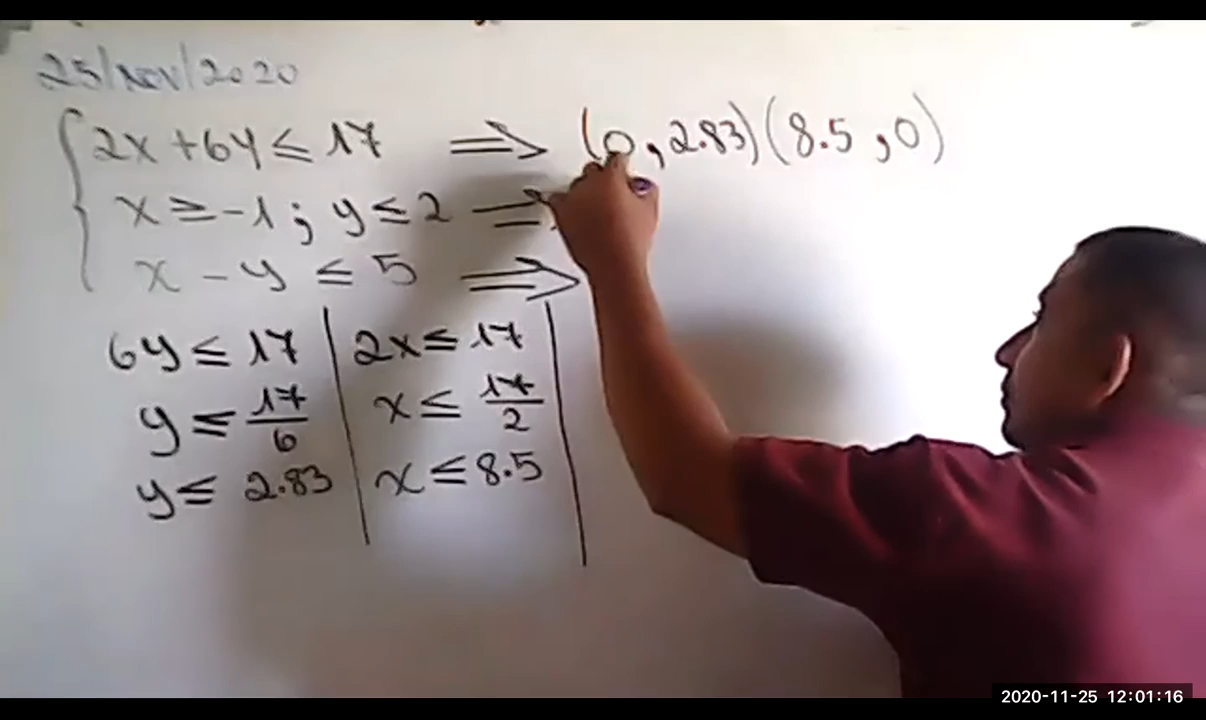 25/Nov/2020
2x + 6y ≤ 17 ⟹ (0, 2.83) (8.5, 0)
x ≥ -1 ; y ≤ 2 ⟹
x - y ≤ 5 ⟹
6y ≤ 17 | 2x ≤ 17
y ≤ 17/6 | x ≤ 17/2
y ≤ 2.83 | x ≤ 8.5
2020-11-25 12:01:16